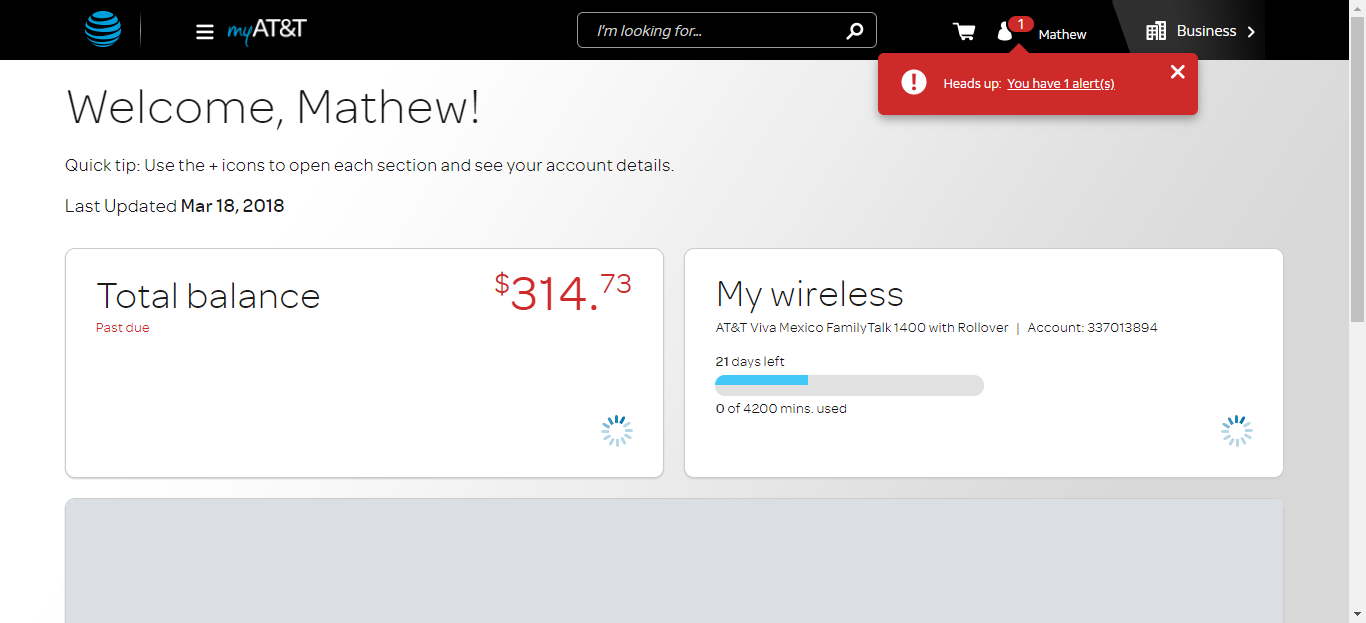 myAT&T
I'm looking for...
1
Mathew
Business
Heads up: You have 1 alert(s)
Welcome, Mathew!
Quick tip: Use the + icons to open each section and see your account details.
Last Updated Mar 18, 2018
Total balance
$314.73
Past due
My wireless
AT&T Viva Mexico FamilyTalk 1400 with Rollover | Account: 337013894
21 days left
0 of 4200 mins. used